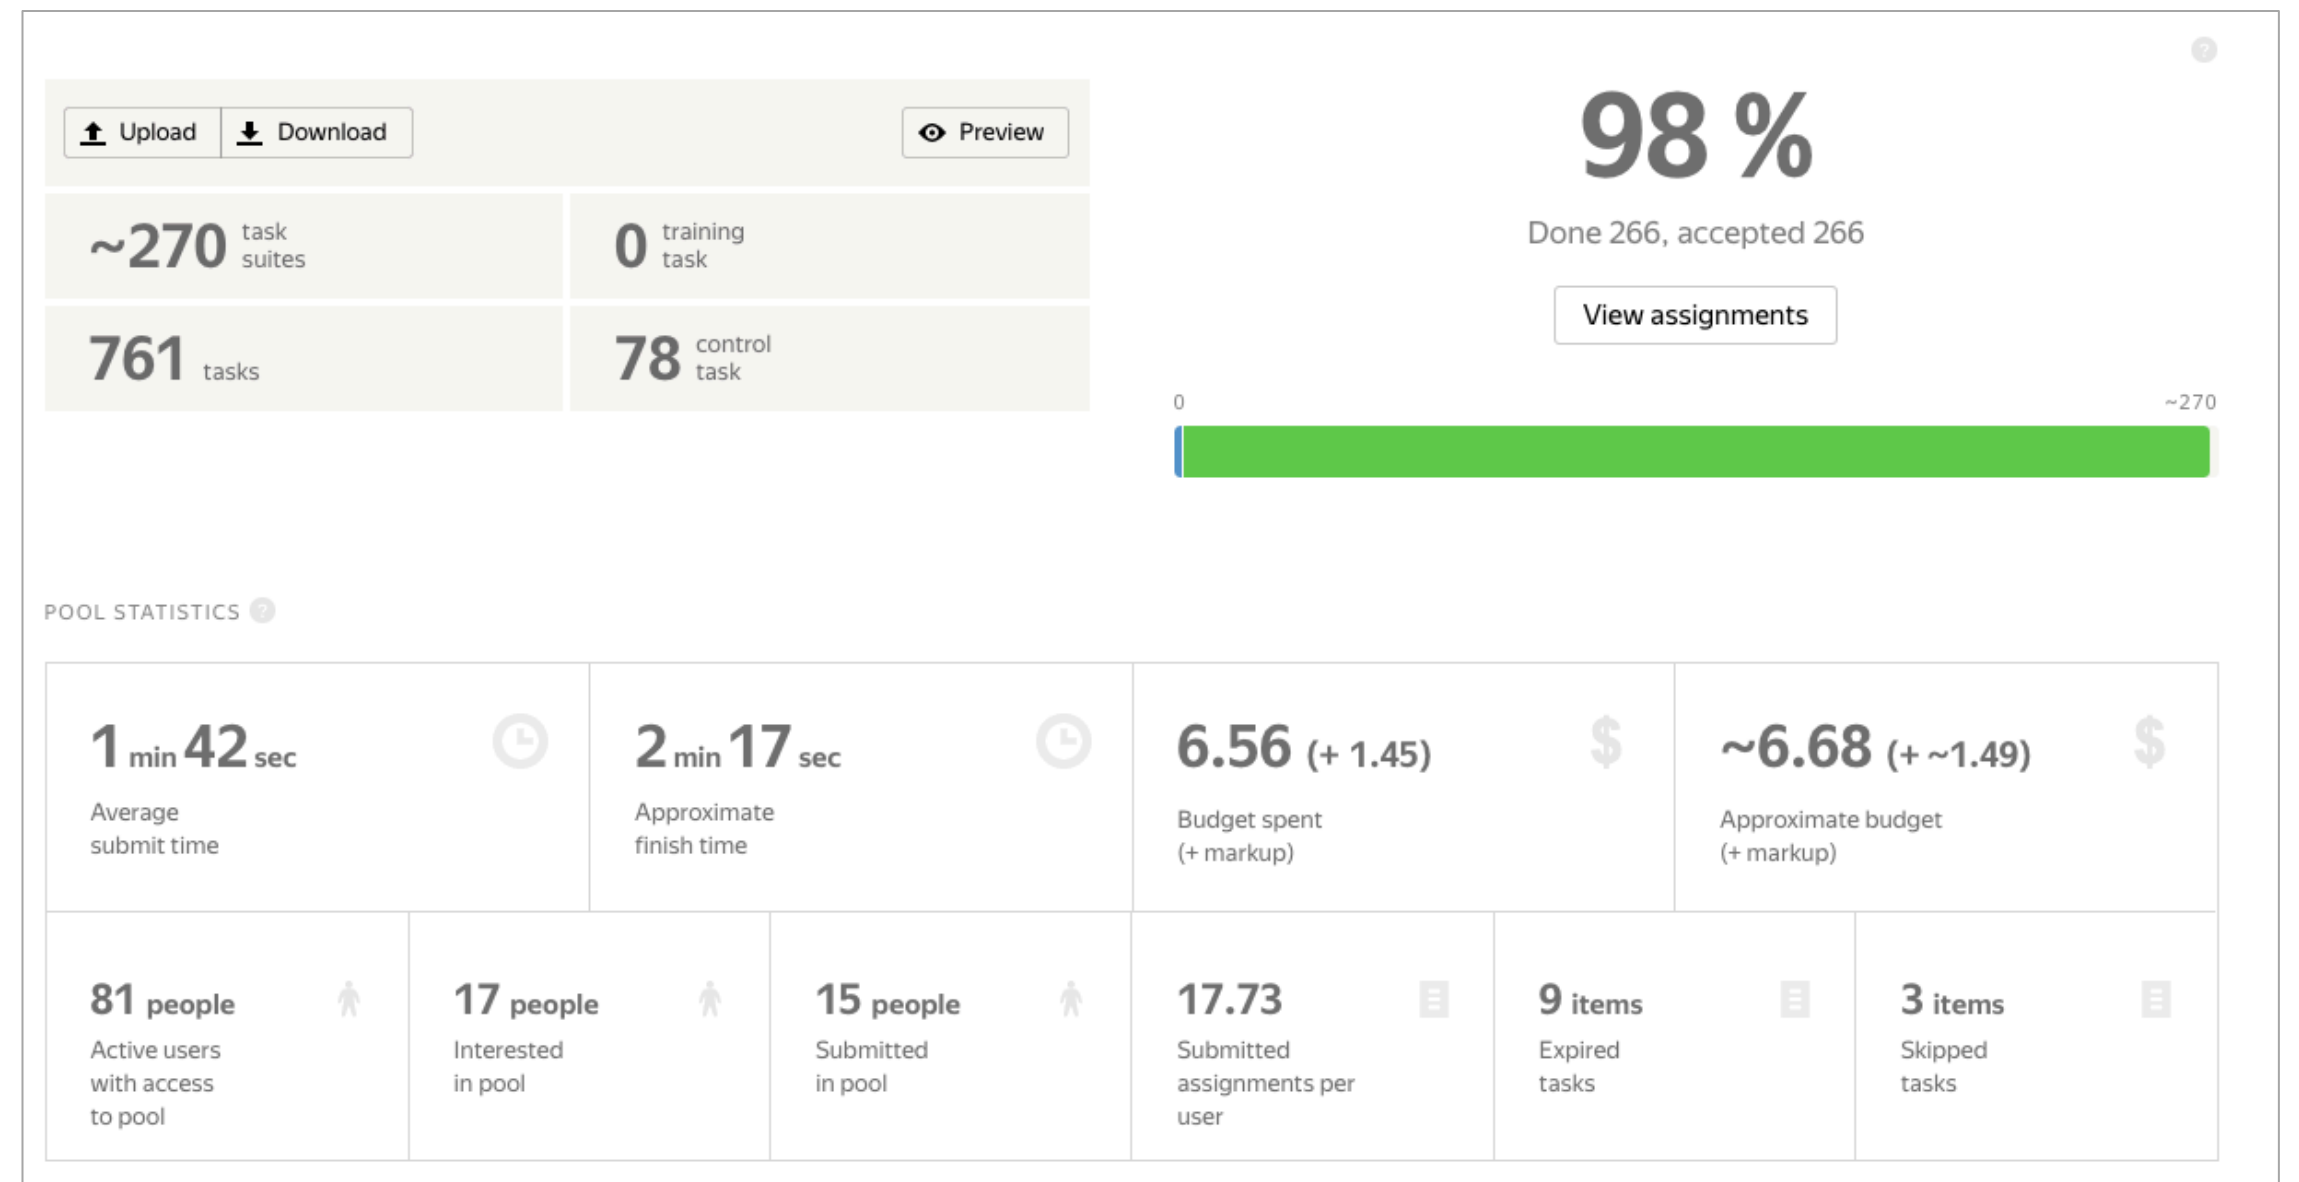 ?
Upload Download Preview
~270 task suites
0 training task
761 tasks
78 control task
98 %
Done 266, accepted 266
View assignments
0 ~270
POOL STATISTICS ?
1 min 42 sec
Average
submit time
2 min 17 sec
Approximate
finish time
6.56 (+ 1.45)
$
Budget spent
(+ markup)
~6.68 (+ ~1.49)
$
Approximate budget
(+ markup)
81 people
Active users
with access
to pool
17 people
Interested
in pool
15 people
Submitted
in pool
17.73
Submitted
assignments per
user
9 items
Expired
tasks
3 items
Skipped
tasks